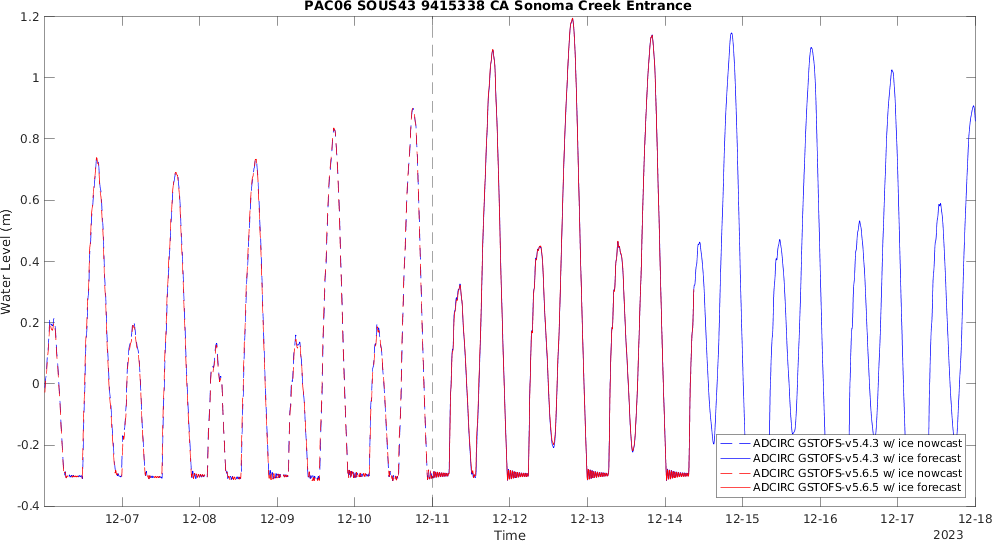 PAC06 SOUS43 9415338 CA Sonoma Creek Entrance
1.2
1
0.8
0.6
0.4
0.2
0
-0.2
-0.4
Water Level (m)
ADCIRC GSTOFS-v5.4.3 w/ ice nowcast
ADCIRC GSTOFS-v5.4.3 w/ ice forecast
ADCIRC GSTOFS-v5.6.5 w/ ice nowcast
ADCIRC GSTOFS-v5.6.5 w/ ice forecast
12-07 12-08 12-09 12-10 12-11 12-12 12-13 12-14 12-15 12-16 12-17 12-18
Time
2023